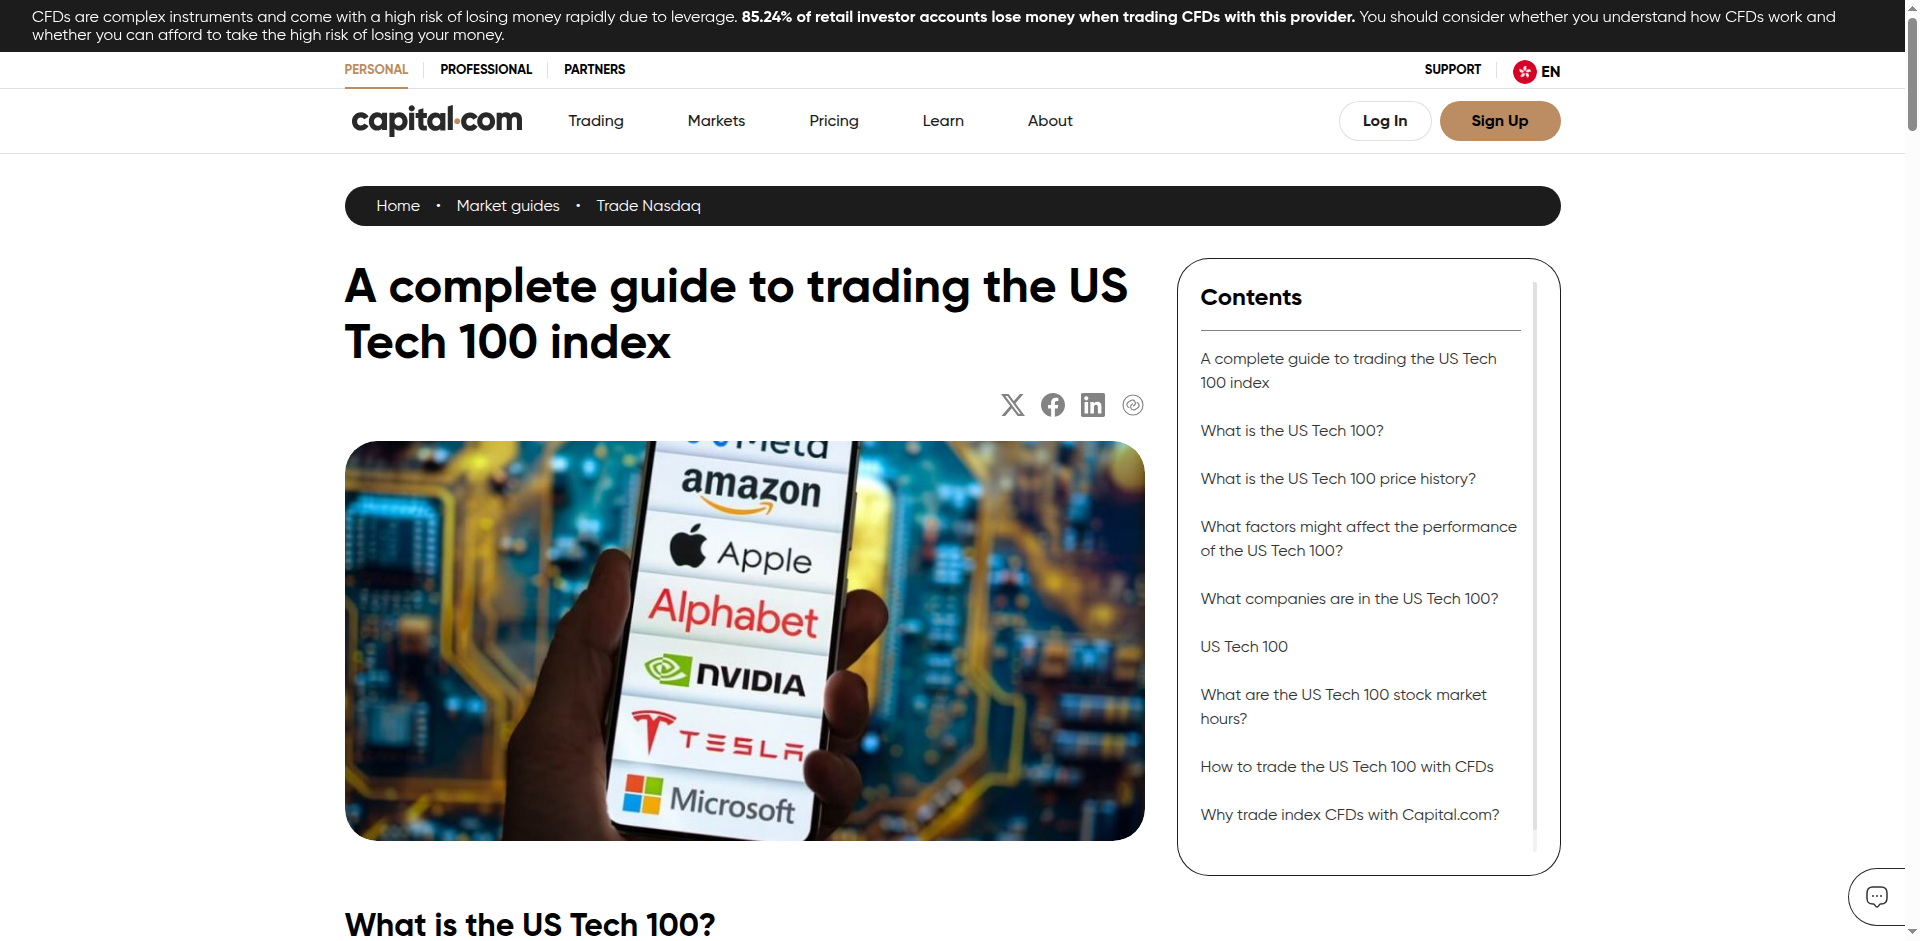 CFDs are complex instruments and come with a high risk of losing money rapidly due to leverage. 85.24% of retail investor accounts lose money when trading CFDs with this provider. You should consider whether you understand how CFDs work and
whether you can afford to take the high risk of losing your money.
PERSONAL PROFESSIONAL PARTNERS SUPPORT EN
capital.com Trading Markets Pricing Learn About Log In Sign Up
Home • Market guides • Trade Nasdaq
A complete guide to trading the US
Tech 100 index
Meta
amazon
Apple
Alphabet
NVIDIA
TESLA
Microsoft
Contents
A complete guide to trading the US Tech
100 index
What is the US Tech 100?
What is the US Tech 100 price history?
What factors might affect the performance
of the US Tech 100?
What companies are in the US Tech 100?
US Tech 100
What are the US Tech 100 stock market
hours?
How to trade the US Tech 100 with CFDs
Why trade index CFDs with Capital.com?
What is the US Tech 100?